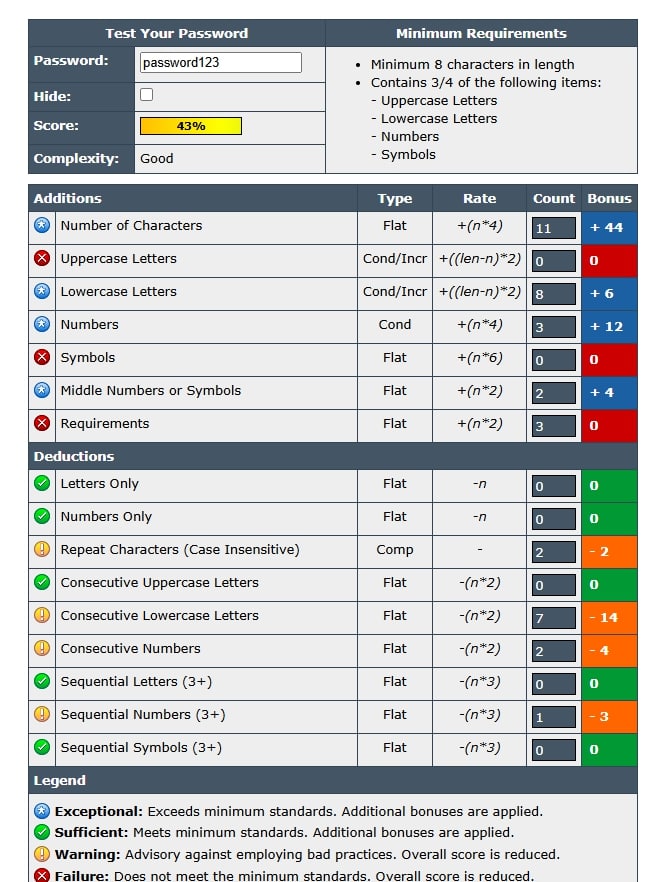 Test Your Password Minimum Requirements
Password: password123
• Minimum 8 characters in length
• Contains 3/4 of the following items:
Hide:
- Uppercase Letters
- Lowercase Letters
Score: 43%
- Numbers
- Symbols
Complexity: Good
Additions Type Rate Count Bonus
Number of Characters Flat +(n*4) 11 + 44
Uppercase Letters Cond/Incr +((len-n)*2) 0 0
Lowercase Letters Cond/Incr +((len-n)*2) 8 + 6
Numbers Cond +(n*4) 3 + 12
Symbols Flat +(n*6) 0 0
Middle Numbers or Symbols Flat +(n*2) 2 + 4
Requirements Flat +(n*2) 3 0
Deductions
Letters Only Flat -n 0 0
Numbers Only Flat -n 0 0
Repeat Characters (Case Insensitive) Comp - 2 - 2
Consecutive Uppercase Letters Flat -(n*2) 0 0
Consecutive Lowercase Letters Flat -(n*2) 7 - 14
Consecutive Numbers Flat -(n*2) 2 - 4
Sequential Letters (3+) Flat -(n*3) 0 0
Sequential Numbers (3+) Flat -(n*3) 1 - 3
Sequential Symbols (3+) Flat -(n*3) 0 0
Legend
Exceptional: Exceeds minimum standards. Additional bonuses are applied.
Sufficient: Meets minimum standards. Additional bonuses are applied.
Warning: Advisory against employing bad practices. Overall score is reduced.
Failure: Does not meet the minimum standards. Overall score is reduced.